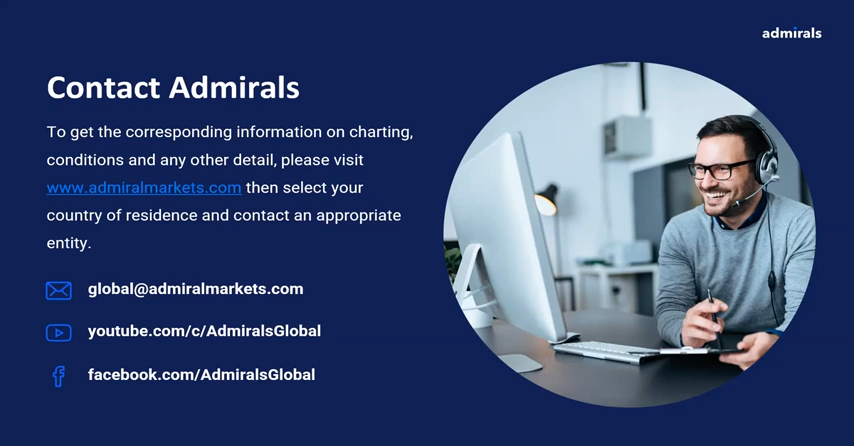 admirals
Contact Admirals
To get the corresponding information on charting,
conditions and any other detail, please visit
www.admiralmarkets.com then select your
country of residence and contact an appropriate
entity.
global@admiralmarkets.com
youtube.com/c/AdmiralsGlobal
facebook.com/AdmiralsGlobal